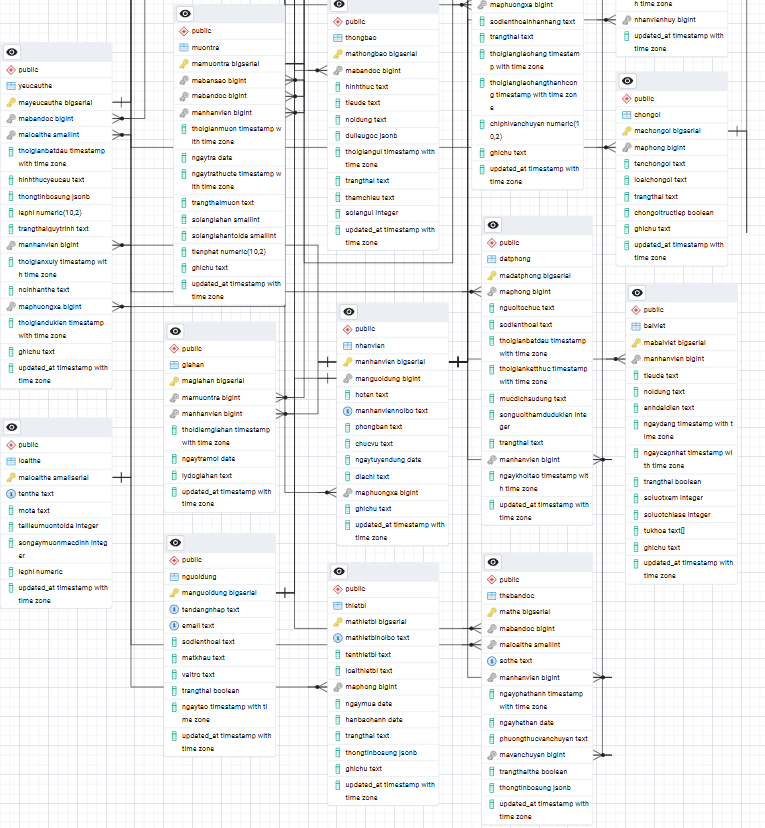 public
yeucauthe
mayeucauthe bigserial
mabandoc bigint
maloaithe smallint
thoigianbatdau timestamp
with time zone
hinhthucyeucau text
thongtinbosung jsonb
lephi numeric(10,2)
trangthaiquytrinh text
manhanvien bigint
thoigianxuly timestamp wit
h time zone
noinhanthe text
maphuongxa bigint
thoigiandukien timestamp
with time zone
ghichu text
updated_at timestamp with
time zone
public
loaithe
maloaithe smallserial
tenthe text
mota text
tailieumuontoida integer
songaymuonmacdinh integ
er
lephi numeric
updated_at timestamp with
time zone
public
muontra
mamuontra bigserial
mabansao bigint
mabandoc bigint
manhanvien bigint
thoigianmuon timestamp w
ith time zone
ngaytra date
ngaytrathucte timestamp w
ith time zone
trangthaimuon text
solangiahan smallint
solangiahantoida smallint
tienphat numeric(10,2)
ghichu text
updated_at timestamp with
time zone
public
giahan
magiahan bigserial
mamuontra bigint
manhanvien bigint
thoidiemgiahan timestamp
with time zone
ngaytramoi date
lydogiahan text
updated_at timestamp with
time zone
public
nguoidung
manguoidung bigserial
tendangnhap text
email text
sodienthoai text
matkhau text
vaitro text
trangthai boolean
ngaytao timestamp with ti
me zone
updated_at timestamp with
time zone
public
thongbao
mathongbao bigserial
mabandoc bigint
hinhthuc text
tieude text
noidung text
dulieugoc jsonb
thoigiangui timestamp with
time zone
trangthai text
thamchieu text
solangui integer
updated_at timestamp with
time zone
public
nhanvien
manhanvien bigserial
manguoidung bigint
hoten text
manhanviennoibo text
phongban text
chucvu text
ngaytuyendung date
diachi text
maphuongxa bigint
ghichu text
updated_at timestamp with
time zone
public
thietbi
mathietbi bigserial
mathietbinoibo text
tenthietbi text
loaithietbi text
maphong bigint
ngaymua date
hanbaohanh date
trangthai text
thongtinbosung jsonb
ghichu text
updated_at timestamp with
time zone
maphuongxa bigint
sodienthoainhanhang text
trangthai text
thoigiangiaohang timestam
p with time zone
thoigiangiaohangthanhcon
g timestamp with time zon
e
chiphivanchuyen numeric(1
0,2)
ghichu text
updated_at timestamp with
time zone
public
datphong
madatphong bigserial
maphong bigint
nguoitochuc text
sodienthoai text
thoigianbatdau timestamp
with time zone
thoigianketthuc timestamp
with time zone
mucdichsudung text
songuoithamdudukien inte
ger
trangthai text
manhanvien bigint
ngaykhoitao timestamp wit
h time zone
public
thebandoc
mathe bigserial
mabandoc bigint
maloaithe smallint
sothe text
manhanvien bigint
ngayphathanh timestamp
with time zone
ngayhethan date
phuongthucvanchuyen text
mavanchuyen bigint
trangthaithe boolean
thongtinbosung jsonb
updated_at timestamp with
time zone
h time zone
nhanvienhuy bigint
updated_at timestamp with
time zone
public
chongoi
machongoi bigserial
maphong bigint
tenchongoi text
loaichongoi text
trangthai text
chongoitructiep boolean
ghichu text
updated_at timestamp with
time zone
public
baiviet
mabaiviet bigserial
manhanvien bigint
tieude text
noidung text
anhdaidien text
ngaydang timestamp with t
ime zone
ngaycapnhat timestamp wi
th time zone
trangthai boolean
soluotxem integer
soluotchiase integer
tukhoa text[]
ghichu text
updated_at timestamp with
time zone